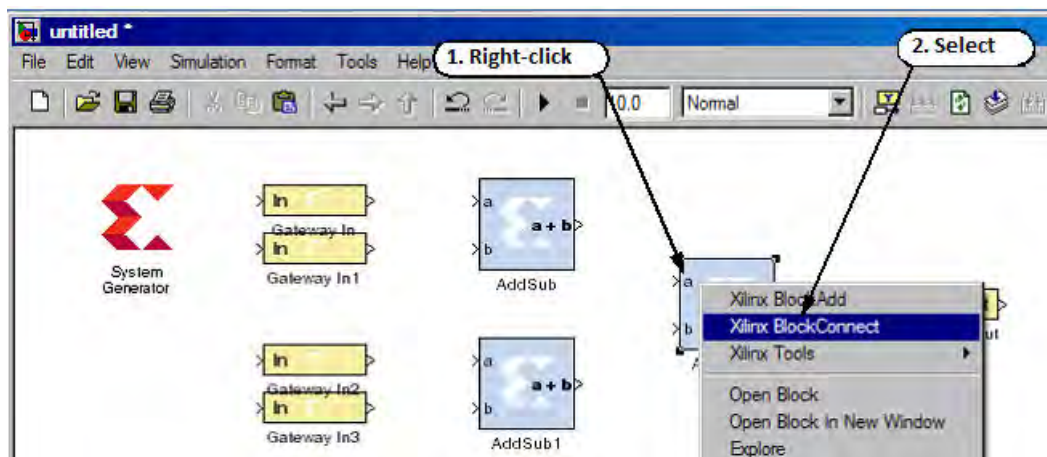 untitled *
File Edit View Simulation Format Tools Help
1. Right-click
2. Select
Normal
System
Generator
In
Gateway In
In
Gateway In1
a
b
a + b
AddSub
In
Gateway In2
In
Gateway In3
a
b
a + b
AddSub1
a
b
Xilinx BlockAdd
Xilinx BlockConnect
Xilinx Tools
Open Block
Open Block In New Window
Explore